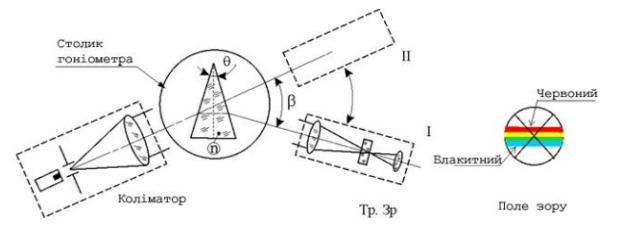 Столик
гоніометра
θ
II
β
Червоний
I
n
Блакитний
Коліматор
Тр. Зр
Поле зору